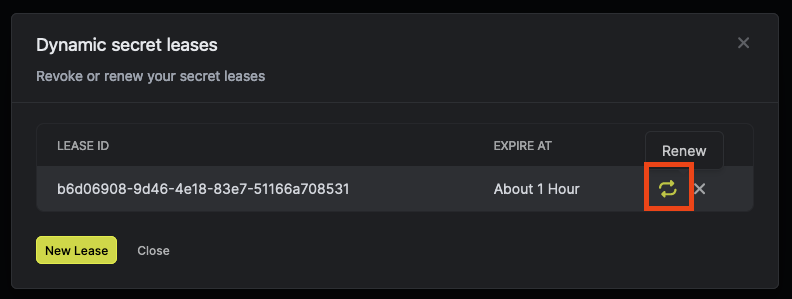 Dynamic secret leases
Revoke or renew your secret leases
LEASE ID EXPIRE AT
Renew
b6d06908-9d46-4e18-83e7-51166a708531 About 1 Hour
New Lease Close